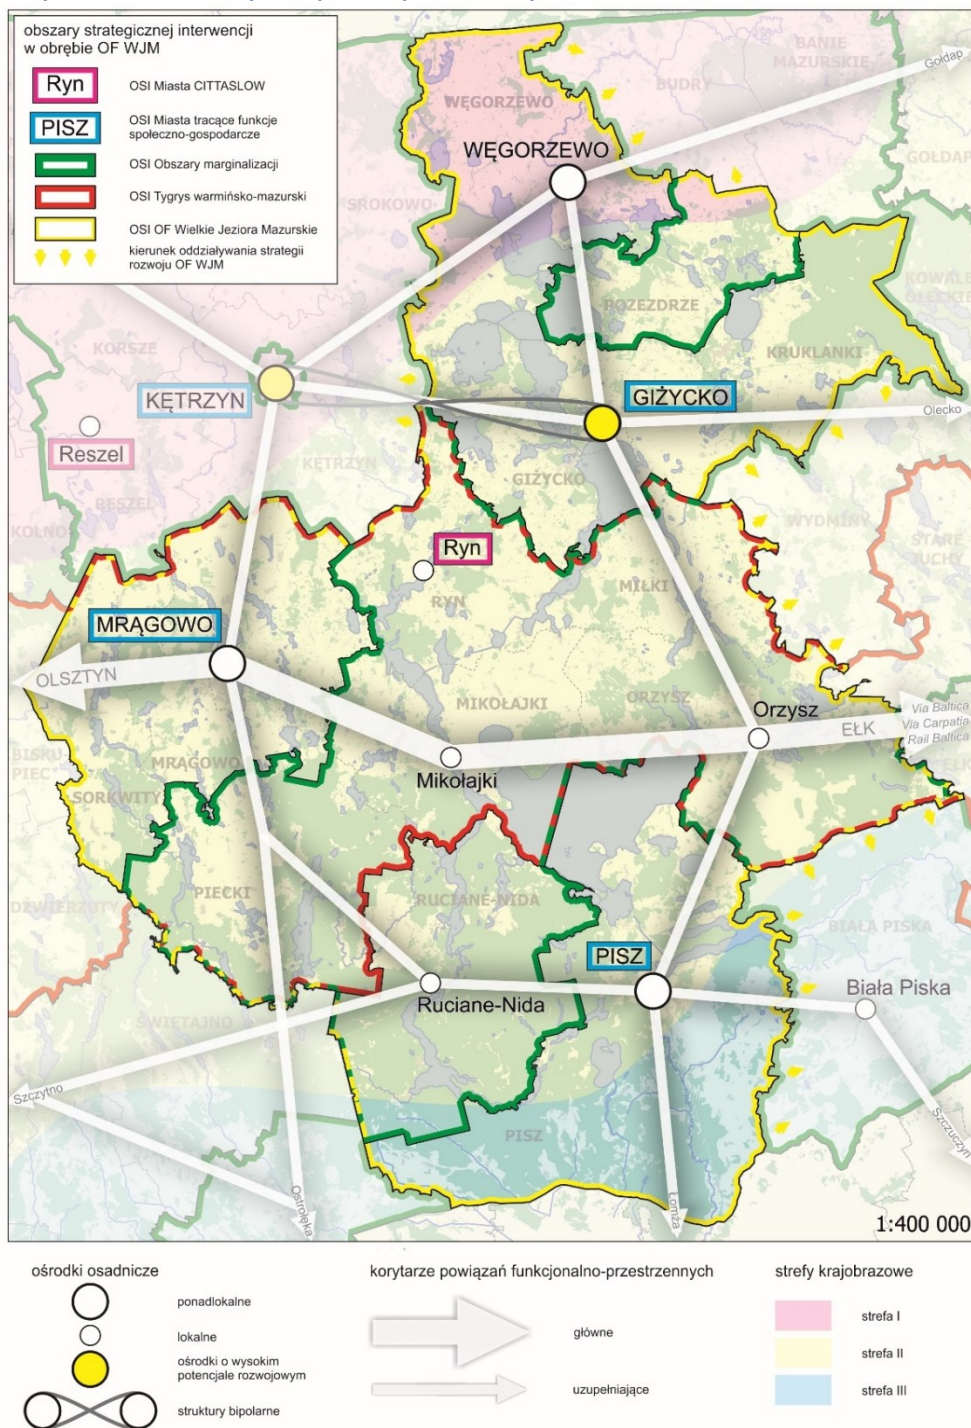 obszary strategicznej interwencji
w obrębie OF WJM
Ryn
OSI Miasta CITTASLOW
PISZ
OSI Miasta tracące funkcje
społeczno-gospodarcze
OSI Obszary marginalizacji
OSI Tygrys warmińsko-mazurski
OSI OF Wielkie Jeziora Mazurskie
kierunek oddziaływania strategii
rozwoju OF WJM
BANIE
MAZURSKIE
Gołdap
BUDRY
WĘGORZEWO
WĘGORZEWO
GOŁDAP
SROKOWO
POZEZDRZE
KORSZE
KRUKLANKI
KĘTRZYN
GIŻYCKO
Olecko
Reszel
KĘTRZYN
RESZEL
GIŻYCKO
KOLNO
WYDMINY
STARE
JUCHY
Ryn
RYN
MIŁKI
MRĄGOWO
OLSZTYN
MIKOŁAJKI
ORZYSZ
Orzysz
EŁK
Via Baltica
Via Carpatia
Rail Baltica
Mikołajki
MRĄGOWO
BISKU-
PIEC
SORKWITY
PIECKI
RUCIANE-NIDA
DŹWIERZUTY
BIAŁA PISKA
PISZ
Biała Piska
Ruciane-Nida
ŚWIĘTAJNO
Szczytno
PISZ
Szczuczyn
Ostrołęka
Łomża
1:400 000
ośrodki osadnicze
ponadlokalne
lokalne
ośrodki o wysokim
potencjale rozwojowym
struktury bipolarne
korytarze powiązań funkcjonalno-przestrzennych
główne
uzupełniające
strefy krajobrazowe
strefa I
strefa II
strefa III